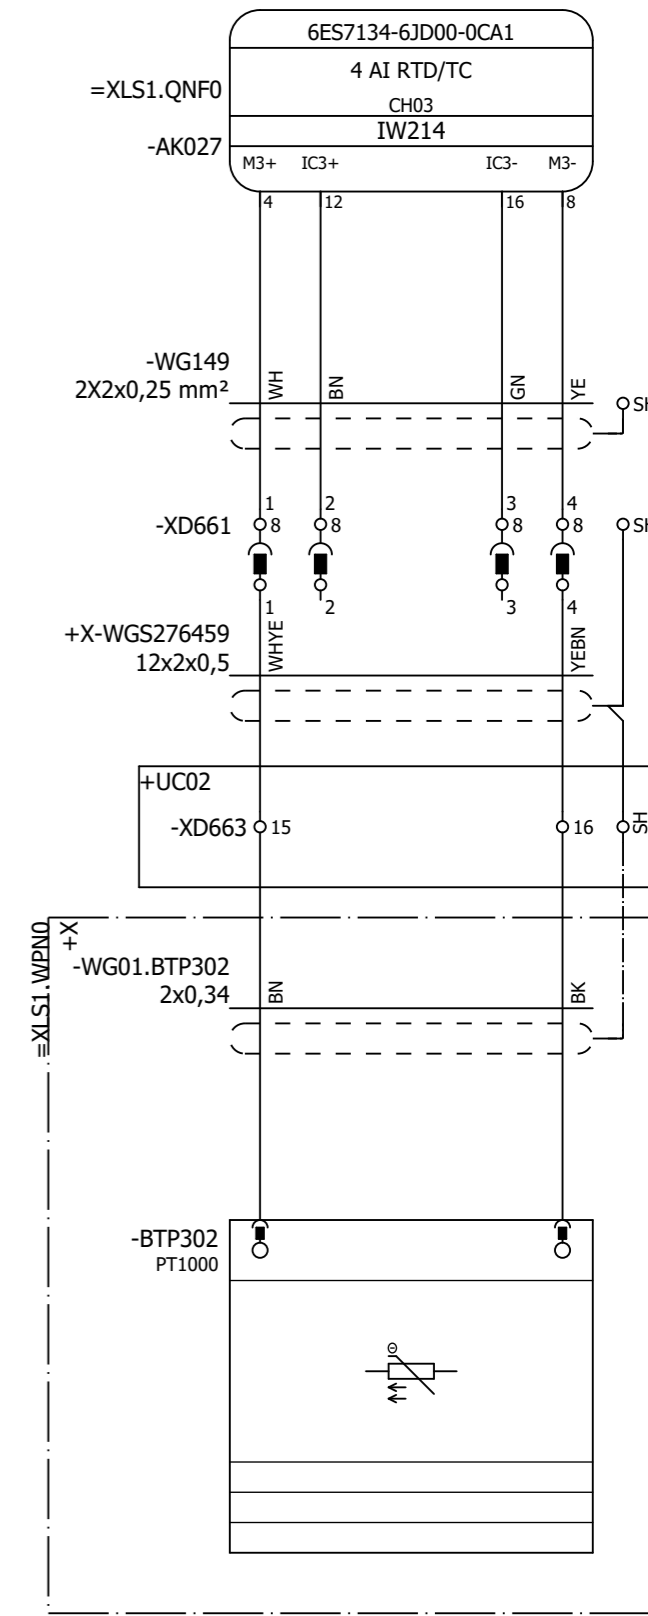 6ES7134-6JD00-0CA1
=XLS1.QNF0
4 AI RTD/TC
CH03
-AK027
IW214
M3+ IC3+ IC3- M3-
4 12 16 8
-WG149
2X2x0,25 mm²
WH BN GN YE
1 2 3 4
-XD661 8 8 8 8
1 2 3 4
+X-WGS276459
12x2x0,5
WHYE YEBN
+UC02
-XD663 15 16 SH
=XLS1.WPN0
+X
-WG01.BTP302
2x0,34
BN BK
-BTP302
PT1000
Θ